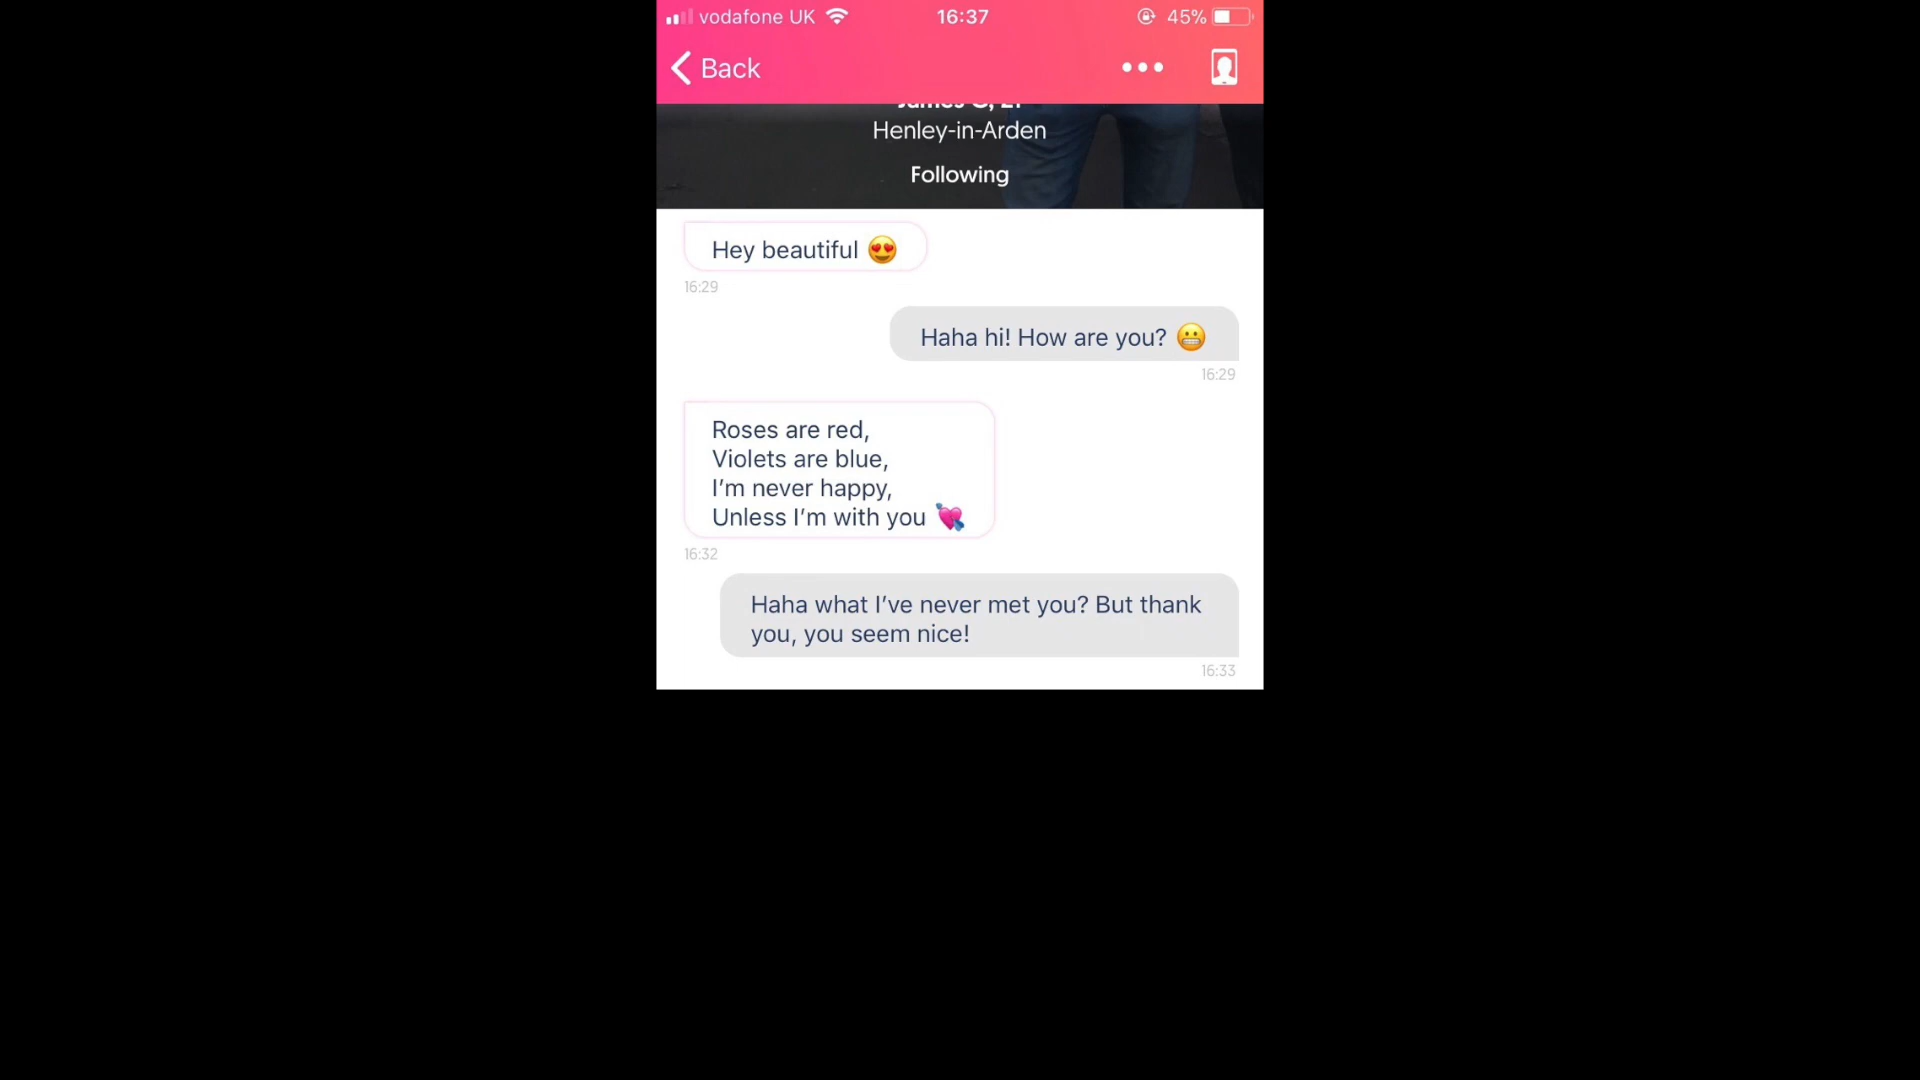 vodafone UK 16:37 45%
Back
Henley-in-Arden
Following
Hey beautiful 😍
16:29
Haha hi! How are you? 😬
16:29
Roses are red,
Violets are blue,
I’m never happy,
Unless I’m with you 💘
16:32
Haha what I’ve never met you? But thank
you, you seem nice!
16:33